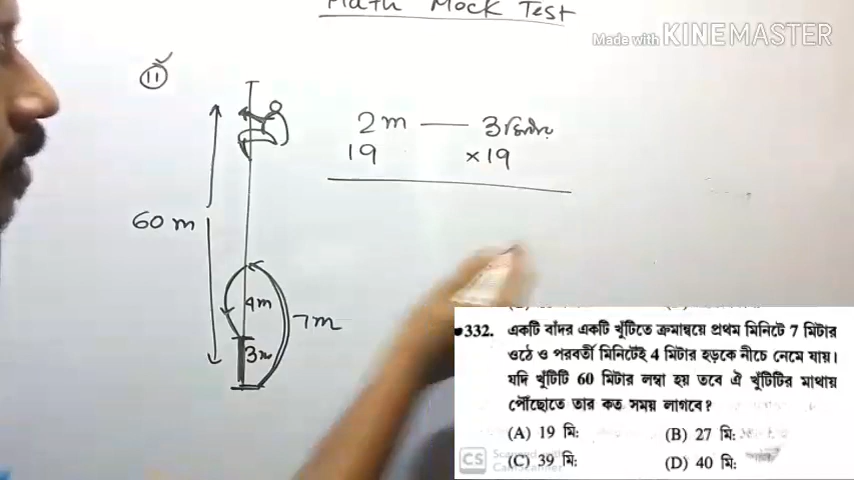 Math Mock Test
Made with KINEMASTER
11
2m — 3মিনিট
19 ×19
60 m
4m
7m
3m
332. একটি বাঁদর একটি খুঁটিতে ক্রমান্বয়ে প্রথম মিনিটে 7 মিটার
ওঠে ও পরবর্তী মিনিটেই 4 মিটার হড়কে নীচে নেমে যায়।
যদি খুঁটিটি 60 মিটার লম্বা হয় তবে ঐ খুঁটিটির মাথায়
পৌঁছোতে তার কত সময় লাগবে?
(A) 19 মি: (B) 27 মি:
(C) 39 মি: (D) 40 মি:
CS